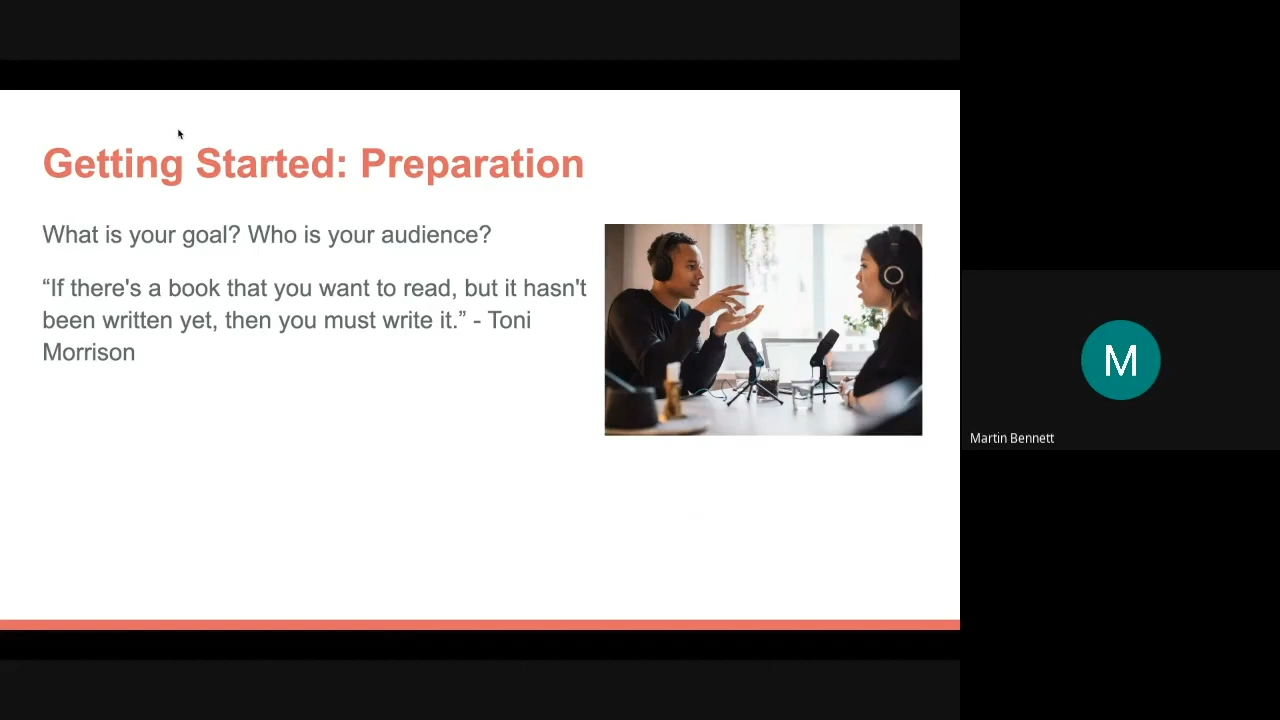 Getting Started: Preparation
What is your goal? Who is your audience?
“If there's a book that you want to read, but it hasn't
been written yet, then you must write it.” - Toni
Morrison
M
Martin Bennett